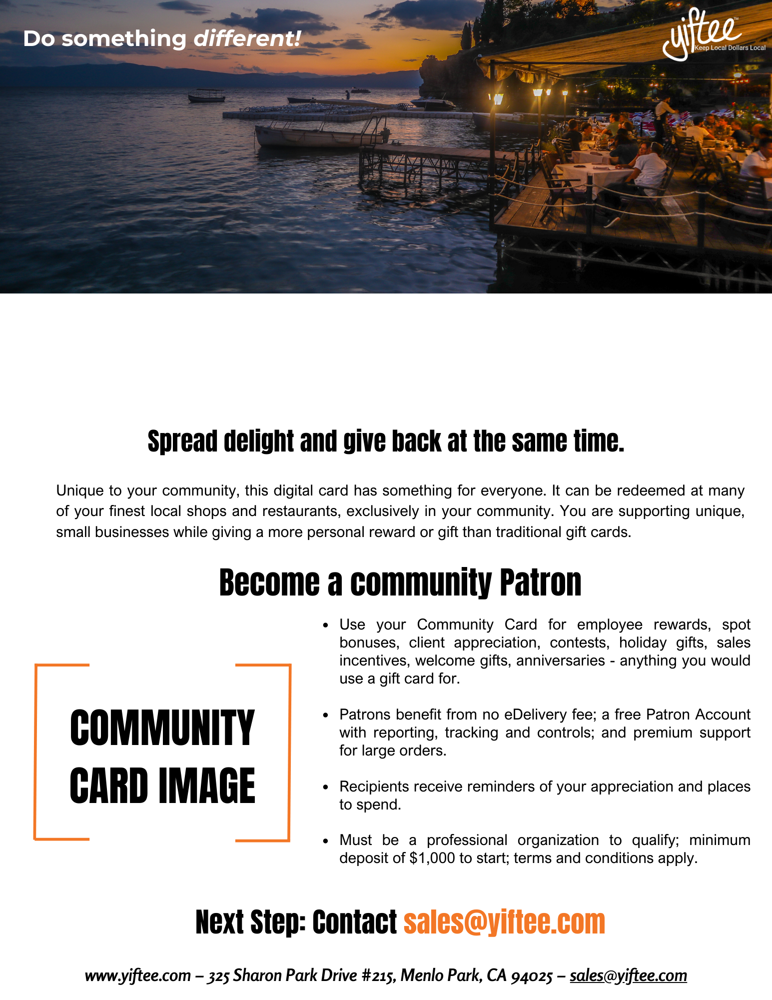 Do something different!
yiftee™
Keep Local Dollars Local
Spread delight and give back at the same time.
Unique to your community, this digital card has something for everyone. It can be redeemed at many
of your finest local shops and restaurants, exclusively in your community. You are supporting unique,
small businesses while giving a more personal reward or gift than traditional gift cards.
Become a community Patron
• Use your Community Card for employee rewards, spot
bonuses, client appreciation, contests, holiday gifts, sales
incentives, welcome gifts, anniversaries - anything you would
use a gift card for.
• Patrons benefit from no eDelivery fee; a free Patron Account
with reporting, tracking and controls; and premium support
for large orders.
• Recipients receive reminders of your appreciation and places
to spend.
• Must be a professional organization to qualify; minimum
deposit of $1,000 to start; terms and conditions apply.
COMMUNITY
CARD IMAGE
Next Step: Contact sales@yiftee.com
www.yiftee.com – 325 Sharon Park Drive #215, Menlo Park, CA 94025 – sales@yiftee.com